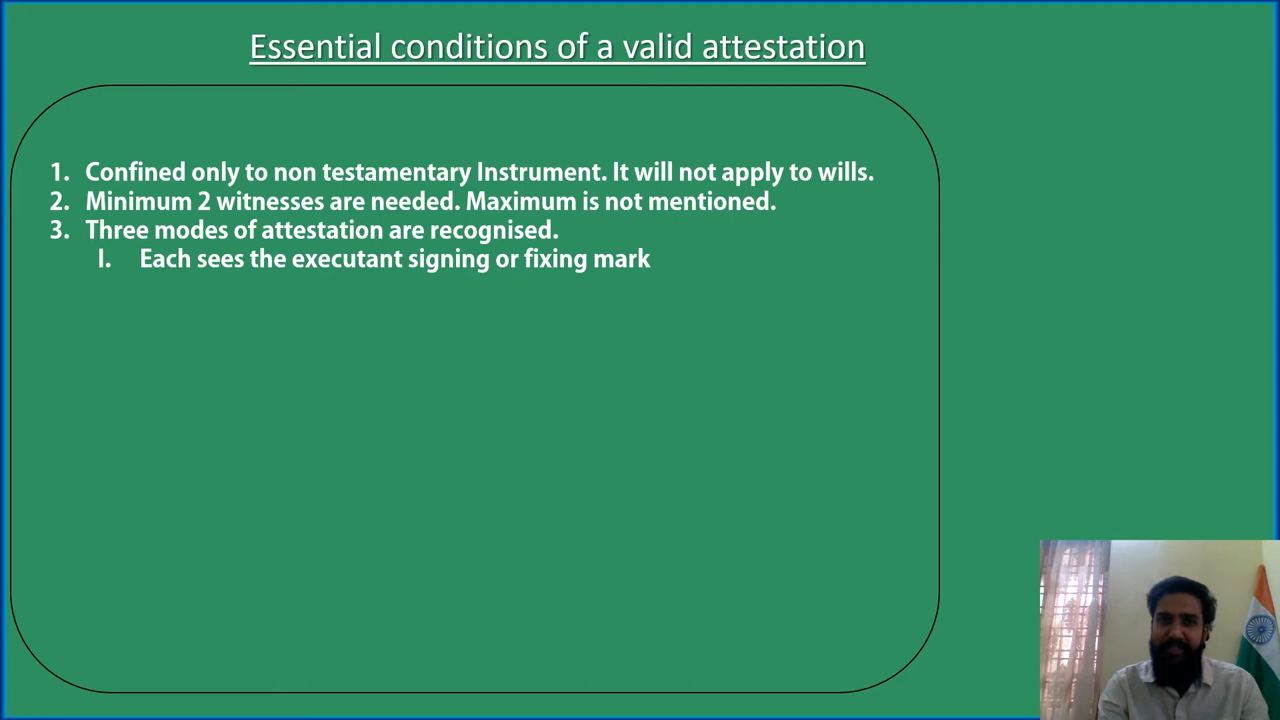 Essential conditions of a valid attestation
1. Confined only to non testamentary Instrument. It will not apply to wills.
2. Minimum 2 witnesses are needed. Maximum is not mentioned.
3. Three modes of attestation are recognised.
I. Each sees the executant signing or fixing mark